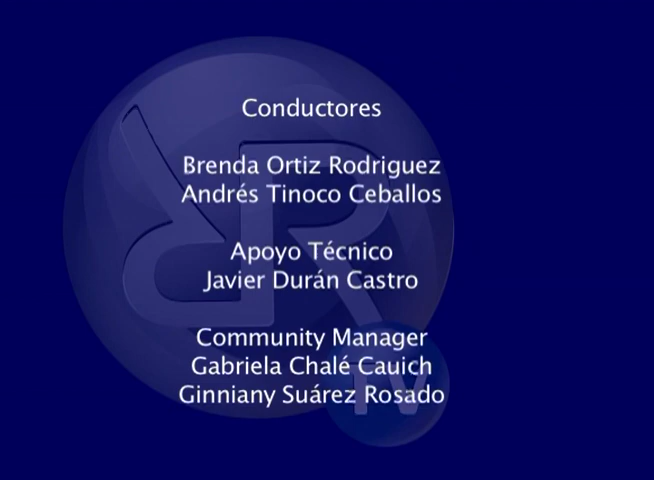 Conductores
Brenda Ortiz Rodriguez
Andrés Tinoco Ceballos
Apoyo Técnico
Javier Durán Castro
Community Manager
Gabriela Chalé Cauich
Ginniany Suárez Rosado
TV